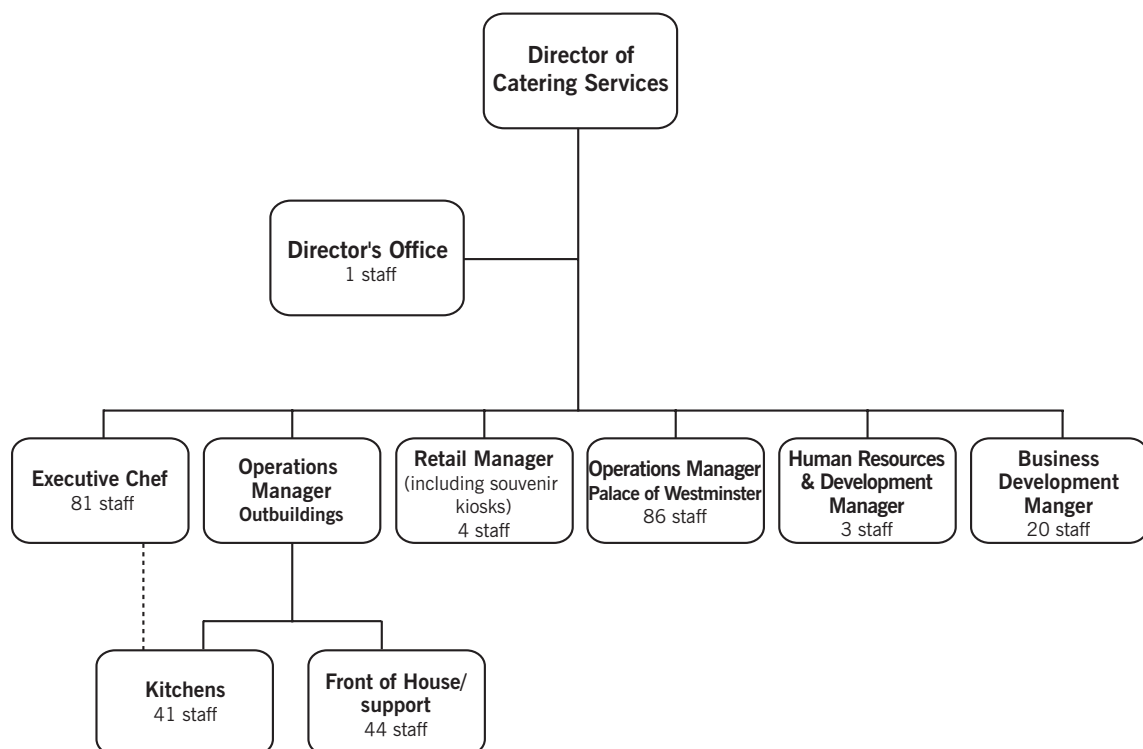 Director of
Catering Services
Director's Office
1 staff
Executive Chef
81 staff
Operations
Manager
Outbuildings
Retail Manager
(including souvenir
kiosks)
4 staff
Operations Manager
Palace of Westminster
86 staff
Human Resources
& Development
Manager
3 staff
Business
Development
Manger
20 staff
Kitchens
41 staff
Front of House/
support
44 staff